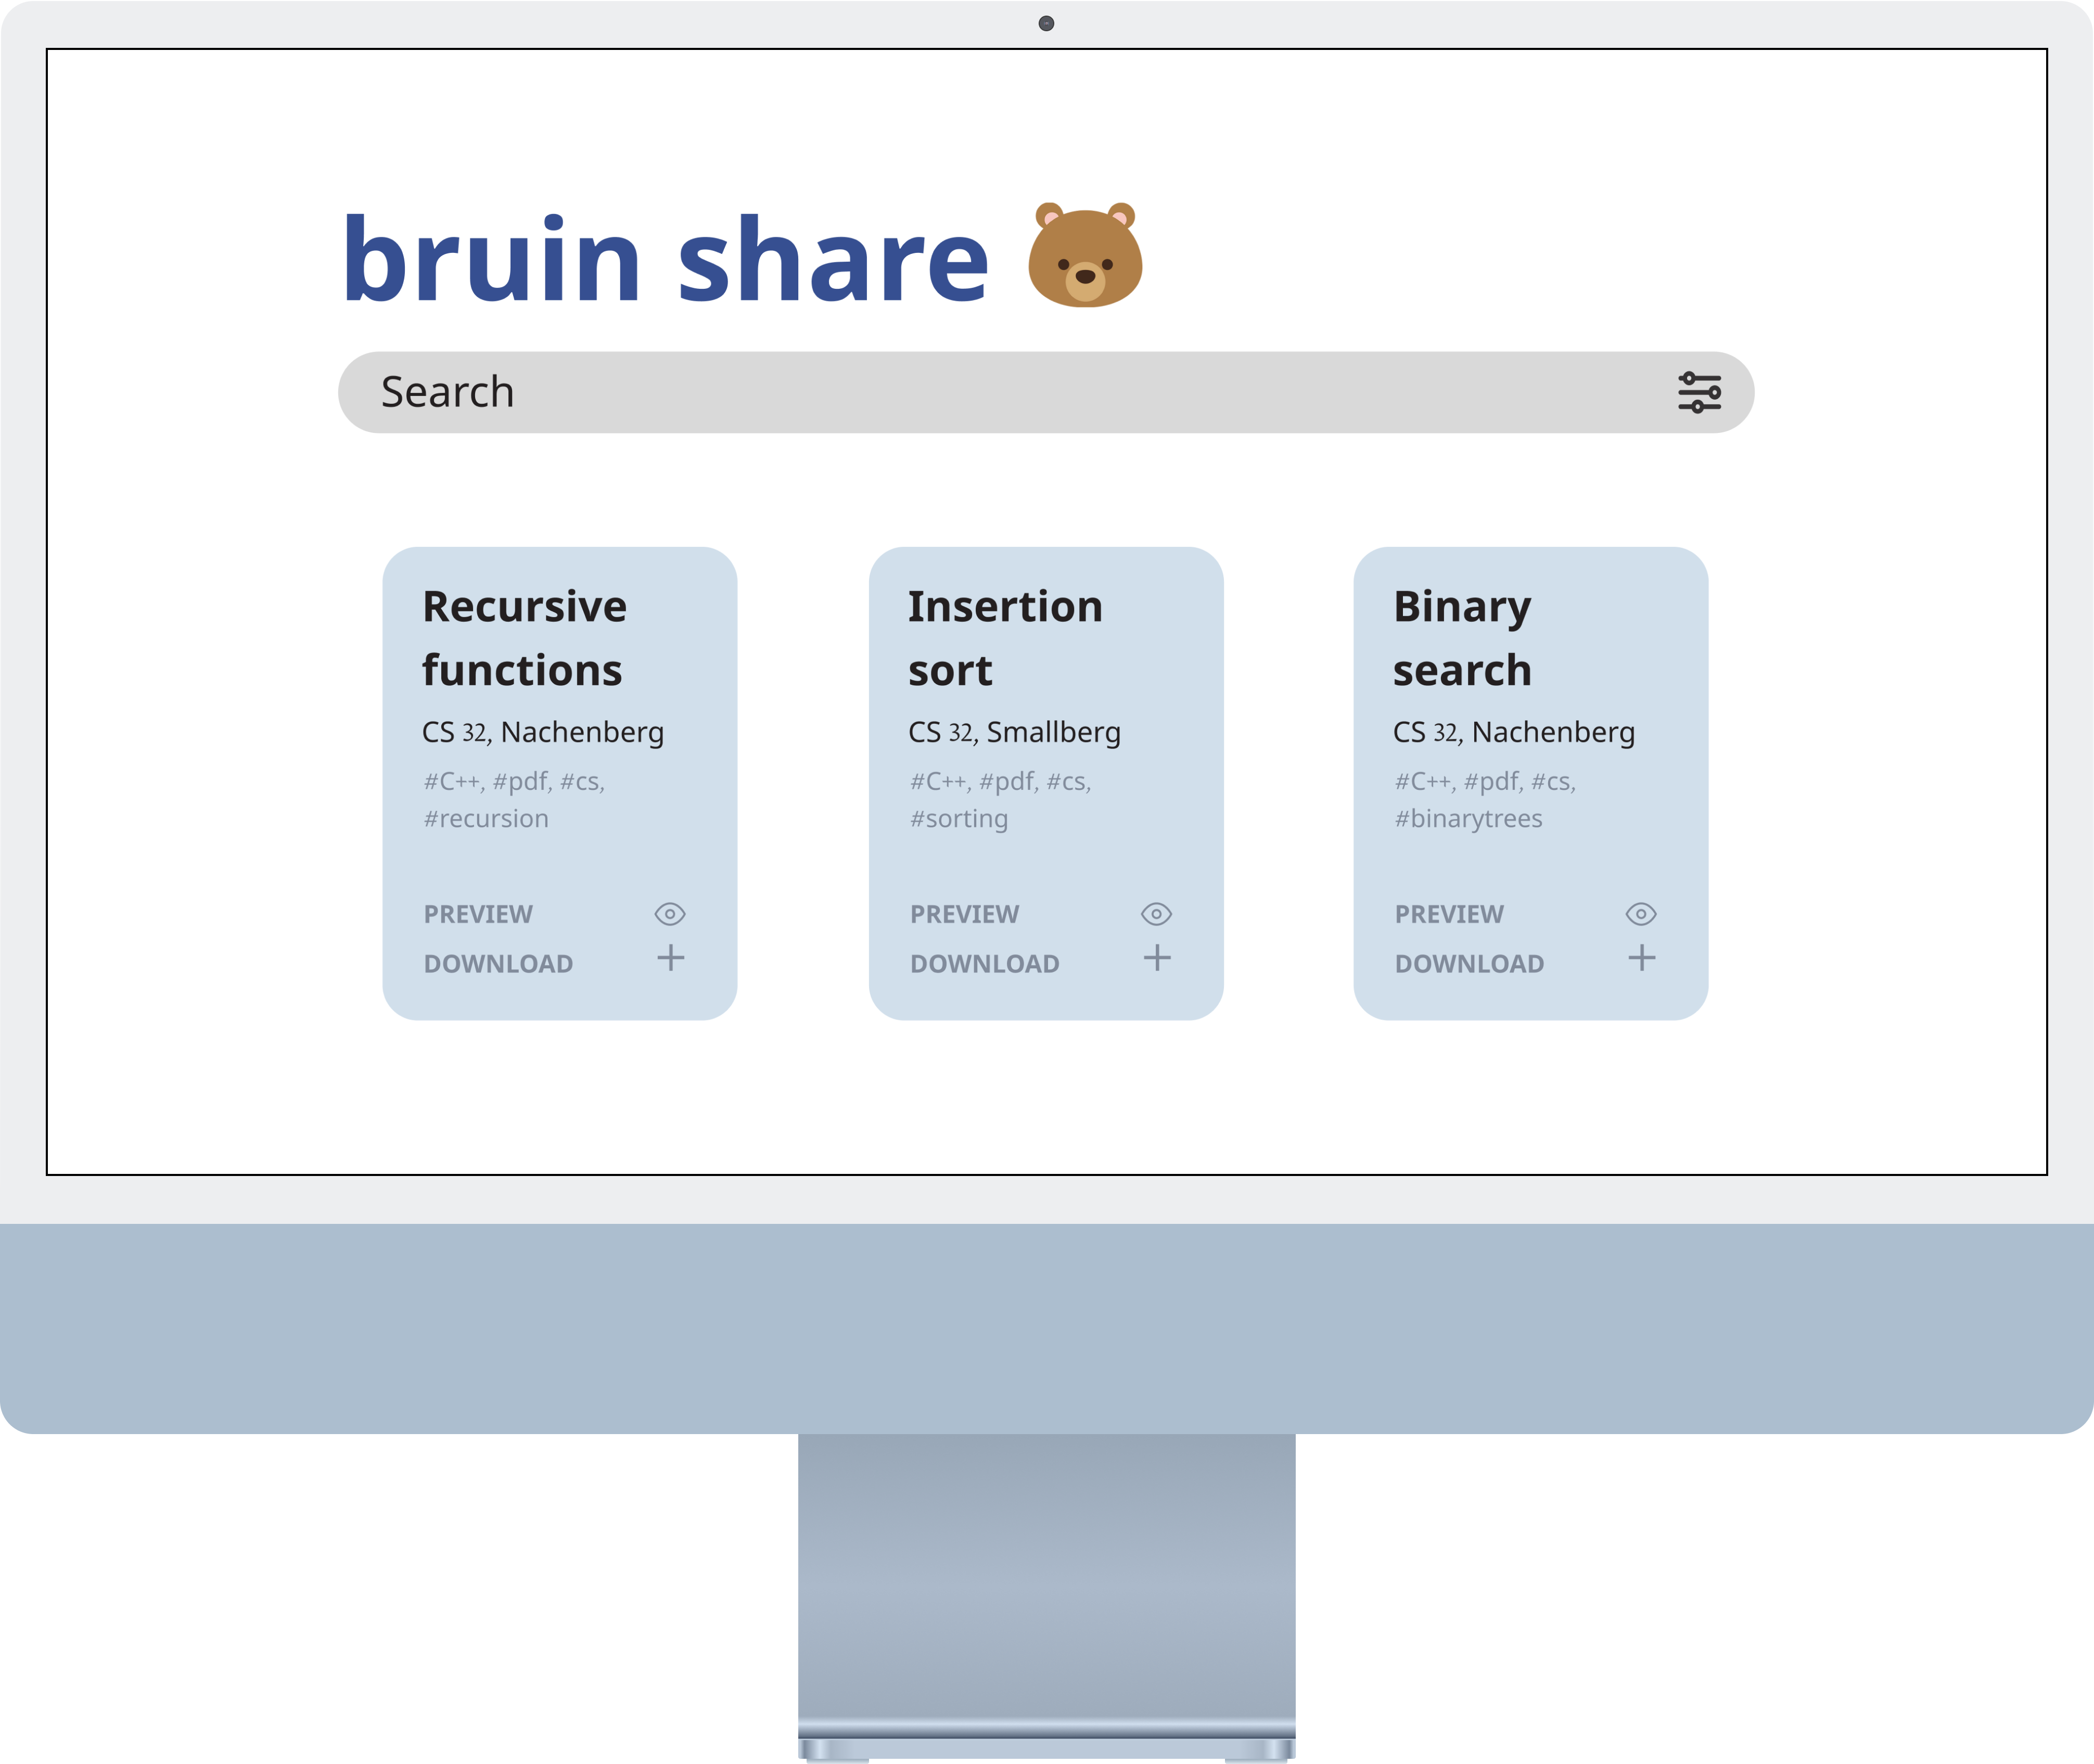 bruin share
Search
Recursive
functions
CS 32, Nachenberg
#C++, #pdf, #cs,
#recursion
PREVIEW
DOWNLOAD
Insertion
sort
CS 32, Smallberg
#C++, #pdf, #cs,
#sorting
PREVIEW
DOWNLOAD
Binary
search
CS 32, Nachenberg
#C++, #pdf, #cs,
#binarytrees
PREVIEW
DOWNLOAD